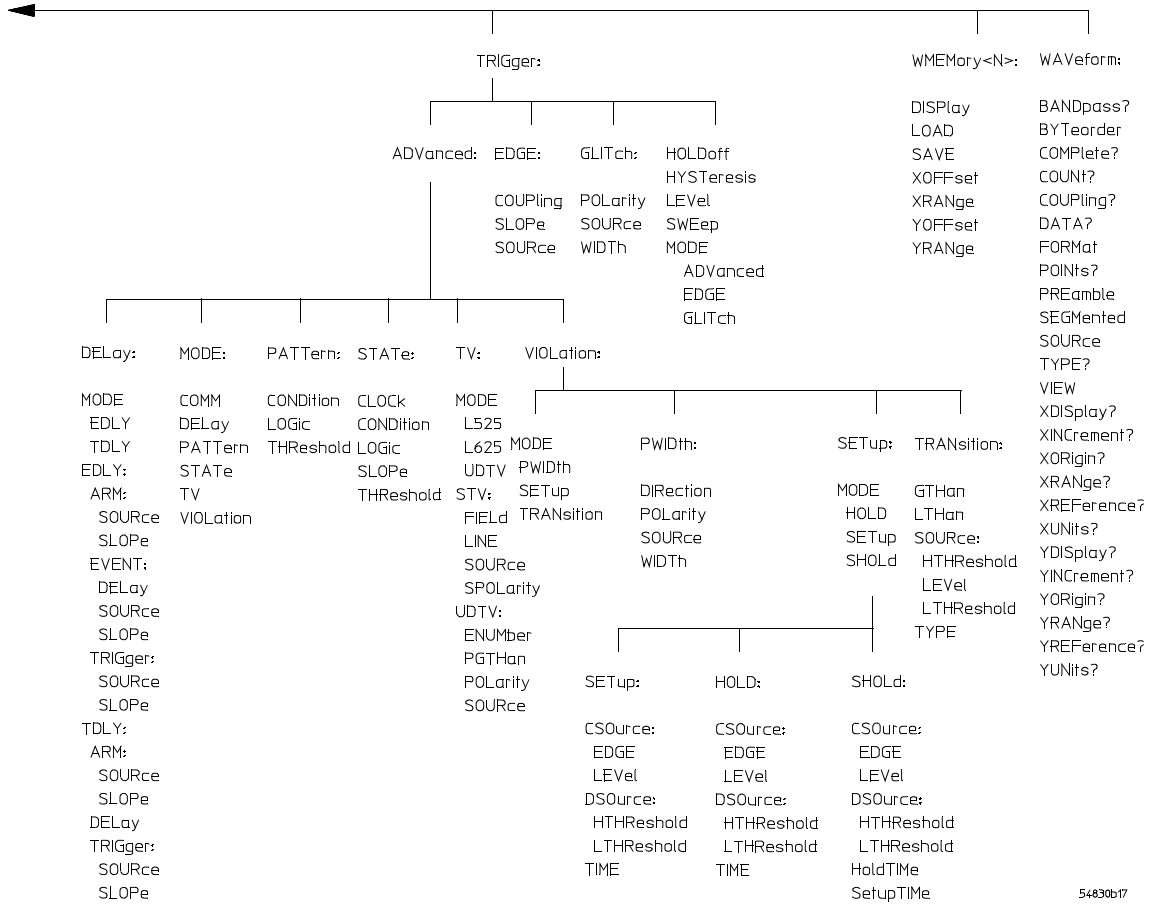 TRIGger:
ADVanced:
EDGE:
COUPling
SLOPe
SOURce
GLITch:
POLarity
SOURce
WIDTh
HOLDoff
HYSTeresis
LEVel
SWEep
MODE
ADVanced
EDGE
GLITch
DELay:
MODE
EDLY
TDLY
EDLY:
ARM:
SOURce
SLOPe
EVENT:
DELay
SOURce
SLOPe
TRIGger:
SOURce
SLOPe
TDLY:
ARM:
SOURce
SLOPe
DELay
TRIGger:
SOURce
SLOPe
MODE:
COMM
DELay
PATTern
STATe
TV
VIOLation
PATTern:
CONDition
LOGic
THReshold
STATe:
CLOCk
CONDition
LOGic
SLOPe
THReshold
TV:
MODE
L525
L625
UDTV
STV:
FIELd
LINE
SOURce
SPOLarity
UDTV:
ENUMber
PGTHan
POLarity
SOURce
VIOLation:
MODE
PWIDth
SETup
TRANsition
PWIDth:
DIRection
POLarity
SOURce
WIDTh
SETup:
MODE
HOLD
SETup
SHOLd
SETup:
CSOurce:
EDGE
LEVel
DSOurce:
HTHReshold
LTHReshold
TIME
HOLD:
CSOurce:
EDGE
LEVel
DSOurce:
HTHReshold
LTHReshold
TIME
SHOLd:
CSOurce:
EDGE
LEVel
DSOurce:
HTHReshold
LTHReshold
HoldTIMe
SetupTIMe
TRANsition:
GTHan
LTHan
SOURce:
HTHReshold
LEVel
LTHReshold
TYPE
WMEMory<N>:
DISPlay
LOAD
SAVE
XOFFset
XRANge
YOFFset
YRANge
WAVeform:
BANDpass?
BYTeorder
COMPlete?
COUNt?
COUPling?
DATA?
FORMat
POINts?
PREamble
SEGMented
SOURce
TYPE?
VIEW
XDISplay?
XINCrement?
XORigin?
XRANge?
XREFerence?
XUNits?
YDISplay?
YINCrement?
YORigin?
YRANge?
YREFerence?
YUNits?
54830b17